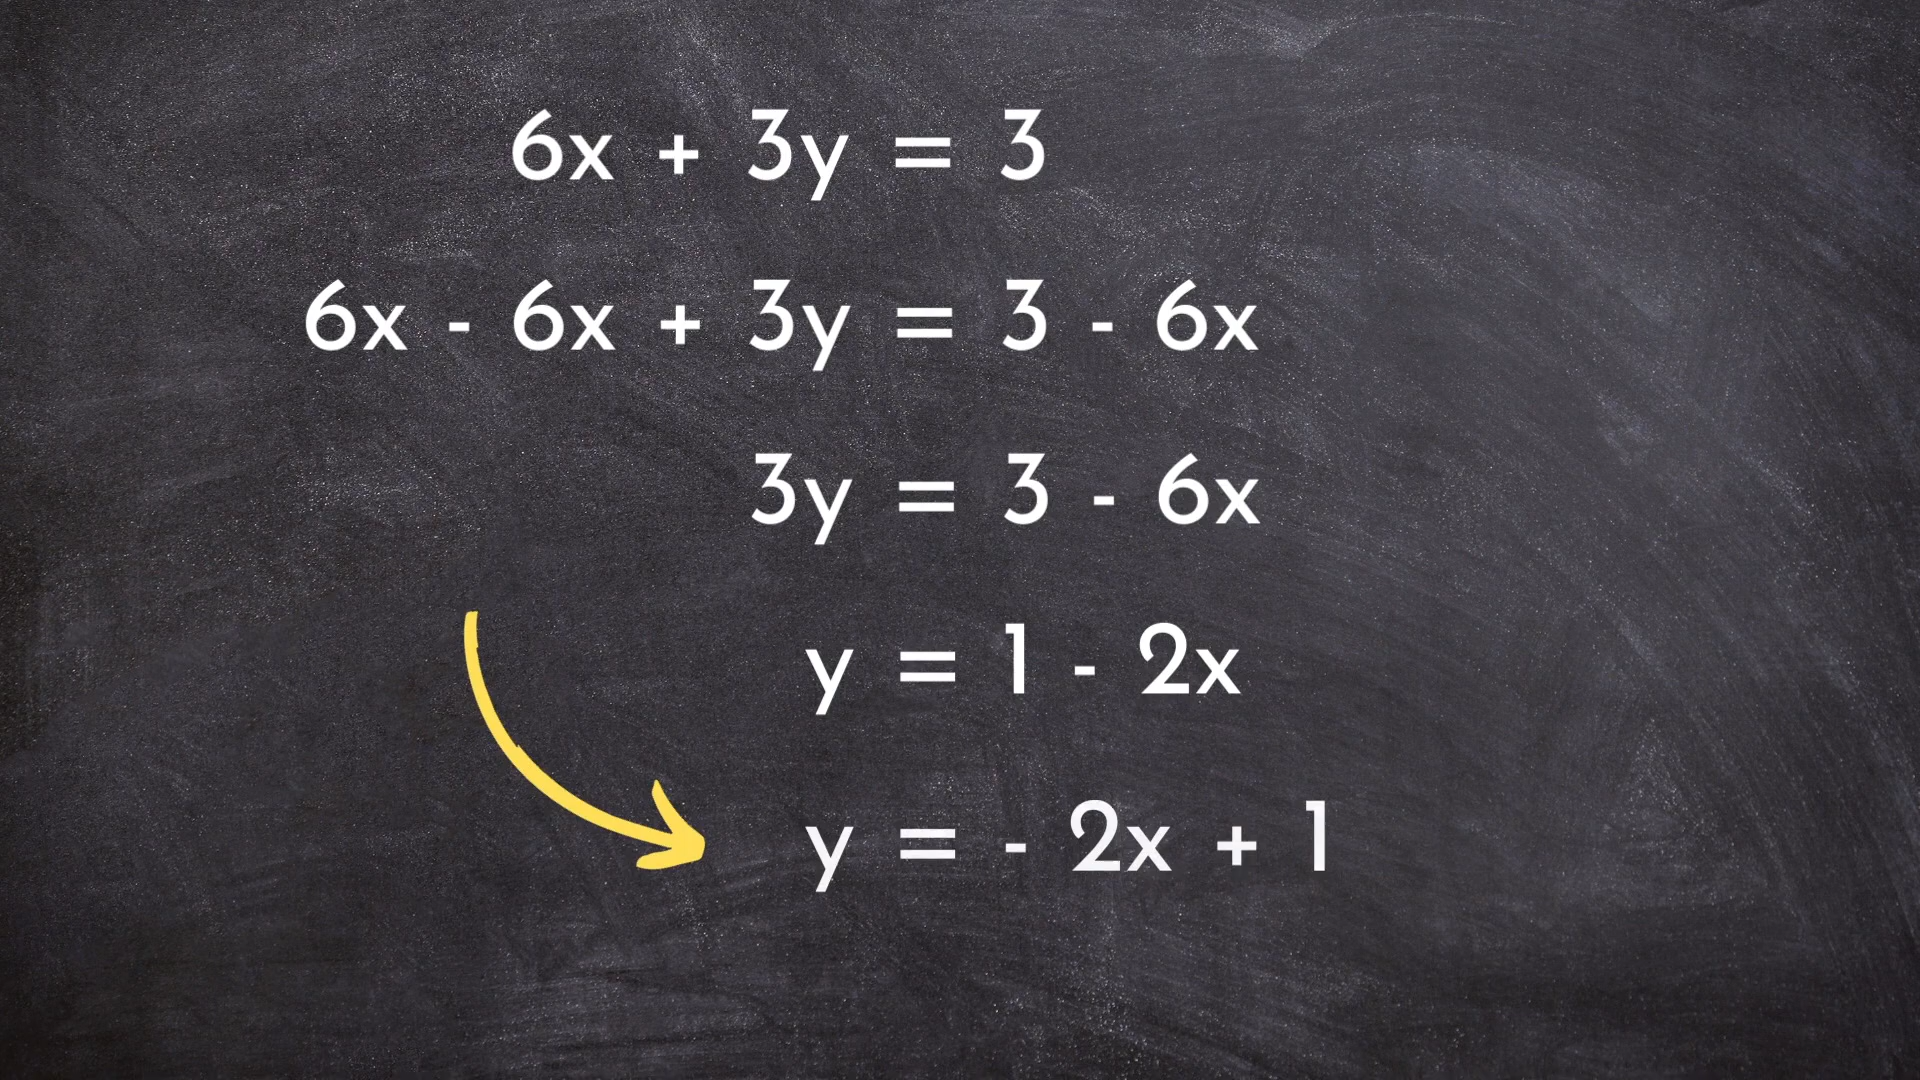 6x + 3y = 3
6x - 6x + 3y = 3 - 6x
3y = 3 - 6x
y = 1 - 2x
y = - 2x + 1